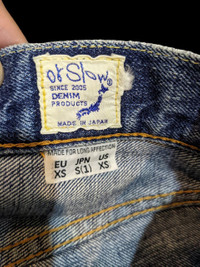 orSlow®
SINCE 2005
DENIM
PRODUCTS
MADE IN JAPAN
MADE FOR LONG AFFECTION
EU JPN US
XS S(1) XS